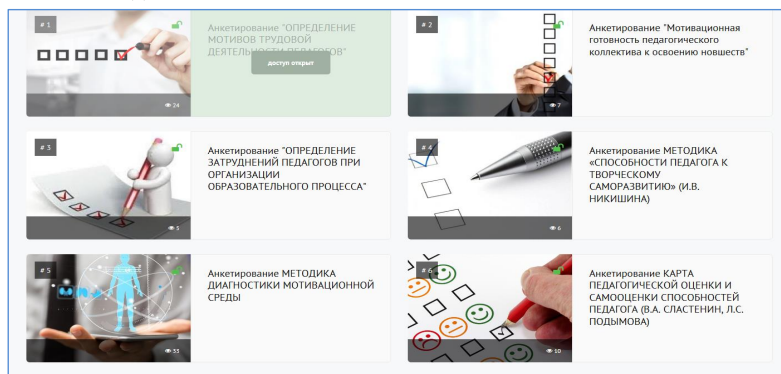 # 1
Анкетирование "ОПРЕДЕЛЕНИЕ
МОТИВОВ ТРУДОВОЙ
ДЕЯТЕЛЬНОСТИ ПЕДАГОГОВ"
доступ открыт
24
# 2
Анкетирование "Мотивационная
готовность педагогического
коллектива к освоению новшеств"
7
# 3
Анкетирование "ОПРЕДЕЛЕНИЕ
ЗАТРУДНЕНИЙ ПЕДАГОГОВ ПРИ
ОРГАНИЗАЦИИ
ОБРАЗОВАТЕЛЬНОГО ПРОЦЕССА"
5
# 4
Анкетирование МЕТОДИКА
«СПОСОБНОСТИ ПЕДАГОГА К
ТВОРЧЕСКОМУ
САМОРАЗВИТИЮ» (И.В.
НИКИШИНА)
6
# 5
Анкетирование МЕТОДИКА
ДИАГНОСТИКИ МОТИВАЦИОННОЙ
СРЕДЫ
53
# 6
Анкетирование КАРТА
ПЕДАГОГИЧЕСКОЙ ОЦЕНКИ И
САМООЦЕНКИ СПОСОБНОСТЕЙ
ПЕДАГОГА (В.А. СЛАСТЕНИН, Л.С.
ПОДЫМОВА)
10